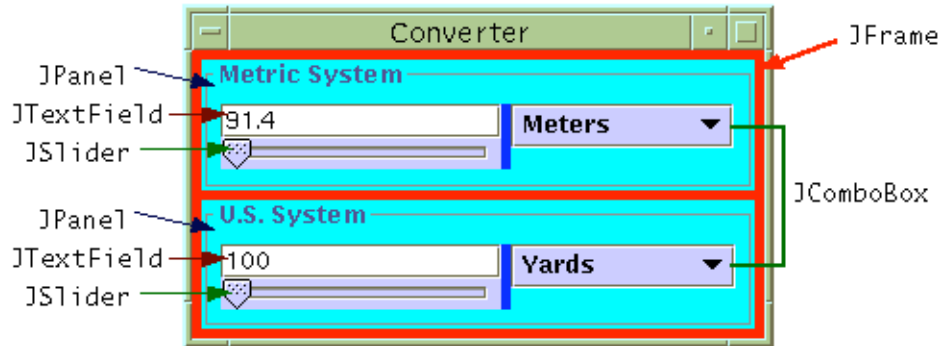 Converter
JFrame
JPanel
Metric System
JTextField
91.4
Meters
JSlider
JComboBox
JPanel
U.S. System
JTextField
100
Yards
JSlider